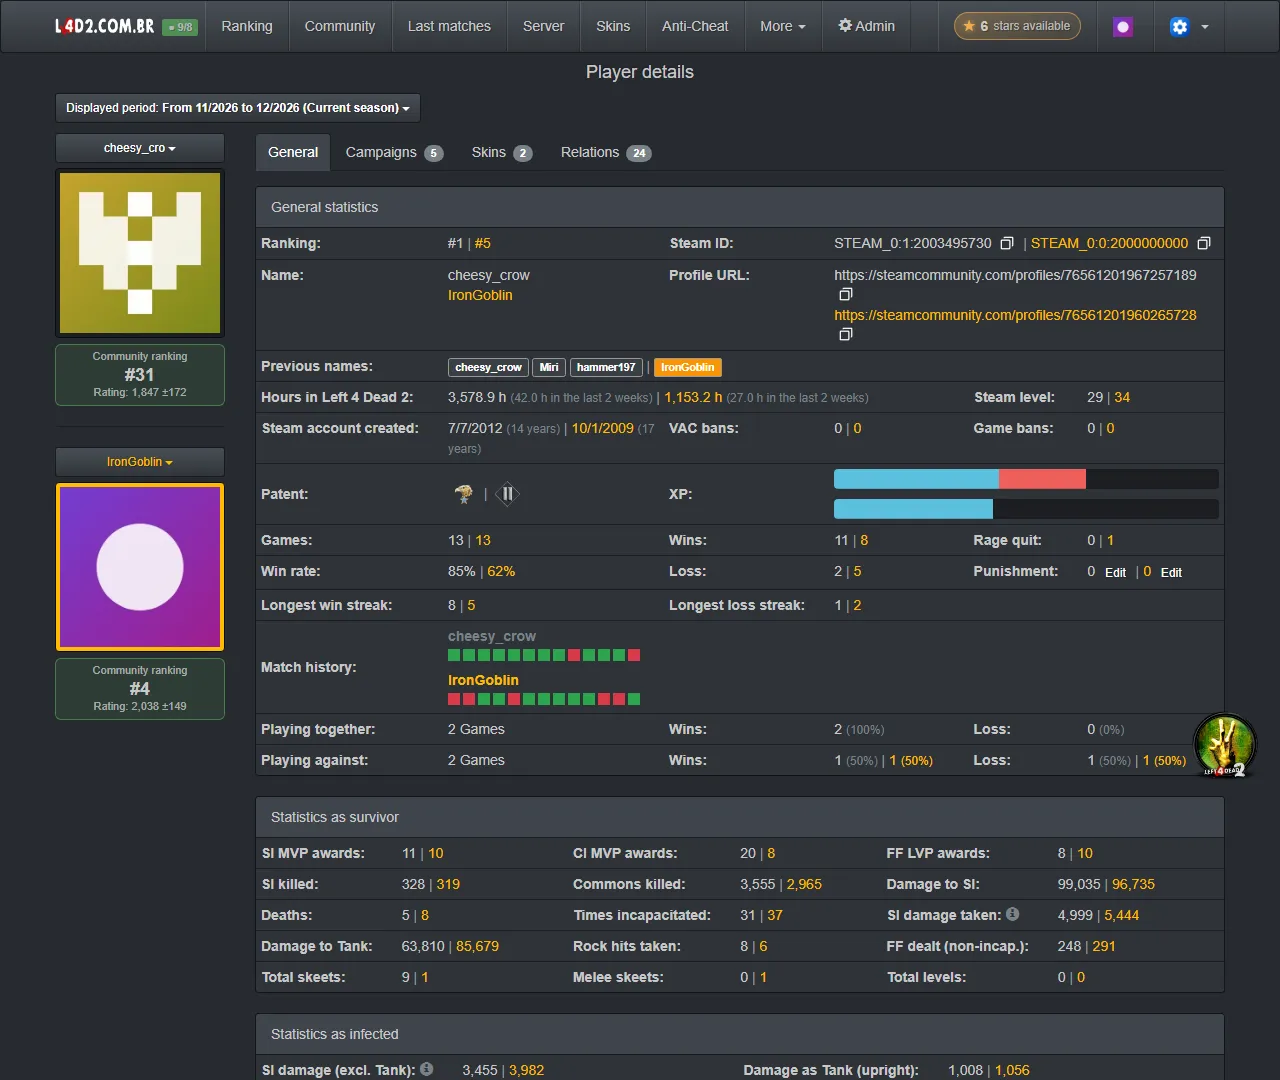 L4D2.COM.BR 9/8 Ranking Community Last matches Server Skins Anti-Cheat More Admin 6 stars available
Player details
Displayed period: From 11/2026 to 12/2026 (Current season)
cheesy_cro
Community ranking
#31
Rating: 1,847 ±172
IronGoblin
Community ranking
#4
Rating: 2,038 ±149
General Campaigns 5 Skins 2 Relations 24
General statistics
Ranking: #1 | #5 Steam ID: STEAM_0:1:2003495730 | STEAM_0:0:2000000000
Name: cheesy_crow Profile URL: https://steamcommunity.com/profiles/76561201967257189
IronGoblin
https://steamcommunity.com/profiles/76561201960265728
Previous names: cheesy_crow Miri hammer197 | IronGoblin
Hours in Left 4 Dead 2: 3,578.9 h (42.0 h in the last 2 weeks) | 1,153.2 h (27.0 h in the last 2 weeks) Steam level: 29 | 34
Steam account created: 7/7/2012 (14 years) | 10/1/2009 (17 VAC bans: 0 | 0 Game bans: 0 | 0
years)
Patent: | XP:
Games: 13 | 13 Wins: 11 | 8 Rage quit: 0 | 1
Win rate: 85% | 62% Loss: 2 | 5 Punishment: 0 Edit | 0 Edit
Longest win streak: 8 | 5 Longest loss streak: 1 | 2
cheesy_crow
Match history:
IronGoblin
Playing together: 2 Games Wins: 2 (100%) Loss: 0 (0%)
Playing against: 2 Games Wins: 1 (50%) | 1 (50%) Loss: 1 (50%) | 1 (50%)
LEFT 4 DEAD 2
Statistics as survivor
SI MVP awards: 11 | 10 CI MVP awards: 20 | 8 FF LVP awards: 8 | 10
SI killed: 328 | 319 Commons killed: 3,555 | 2,965 Damage to SI: 99,035 | 96,735
Deaths: 5 | 8 Times incapacitated: 31 | 37 SI damage taken: 4,999 | 5,444
Damage to Tank: 63,810 | 85,679 Rock hits taken: 8 | 6 FF dealt (non-incap.): 248 | 291
Total skeets: 9 | 1 Melee skeets: 0 | 1 Total levels: 0 | 0
Statistics as infected
SI damage (excl. Tank): 3,455 | 3,982 Damage as Tank (upright): 1,008 | 1,056